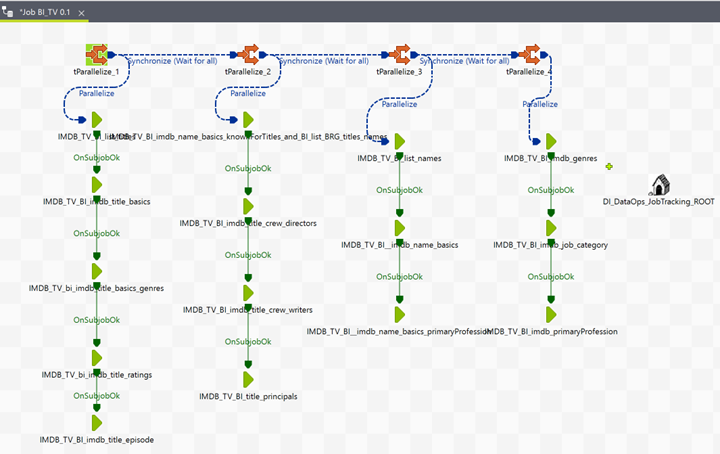 *Job BI_TV 0.1
Synchronize (Wait for all)
Synchronize (Wait for all)
Synchronize (Wait for all)
tParallelize_1
tParallelize_2
tParallelize_3
tParallelize_4
Parallelize
Parallelize
Parallelize
Parallelize
IMDB_TV_BI_imdb_name_basics_knownForTitles_and_BI_list_BRG_titles_names
IMDB_TV_BI_list_names
IMDB_TV_BI_imdb_genres
OnSubjobOk
OnSubjobOk
OnSubjobOk
OnSubjobOk
IMDB_TV_BI_imdb_title_basics
DI_DataOps_JobTracking_ROOT
IMDB_TV_BI_imdb_title_crew_directors
OnSubjobOk
OnSubjobOk
IMDB_TV_BI__imdb_name_basics
IMDB_TV_BI_imdb_job_category
OnSubjobOk
OnSubjobOk
IMDB_TV_bi_imdb_title_basics_genres
IMDB_TV_BI_imdb_title_crew_writers
OnSubjobOk
IMDB_TV_BI__imdb_name_basics_primaryProfession
IMDB_TV_BI_imdb_primaryProfession
OnSubjobOk
IMDB_TV_bi_imdb_title_ratings
OnSubjobOk
IMDB_TV_BI_title_principals
IMDB_TV_BI_imdb_title_episode